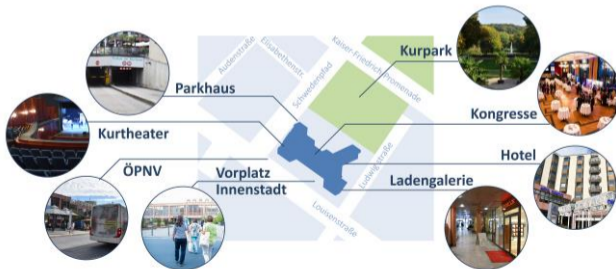 Audenstraße
Elisabethenstr.
Kaiser-Friedrich-Promenade
Kurpark
Schwedenpfad
Parkhaus
Kongresse
Kurtheater
Hotel
ÖPNV
Vorplatz
Innenstadt
Ludwigstraße
Ladengalerie
Louisenstraße